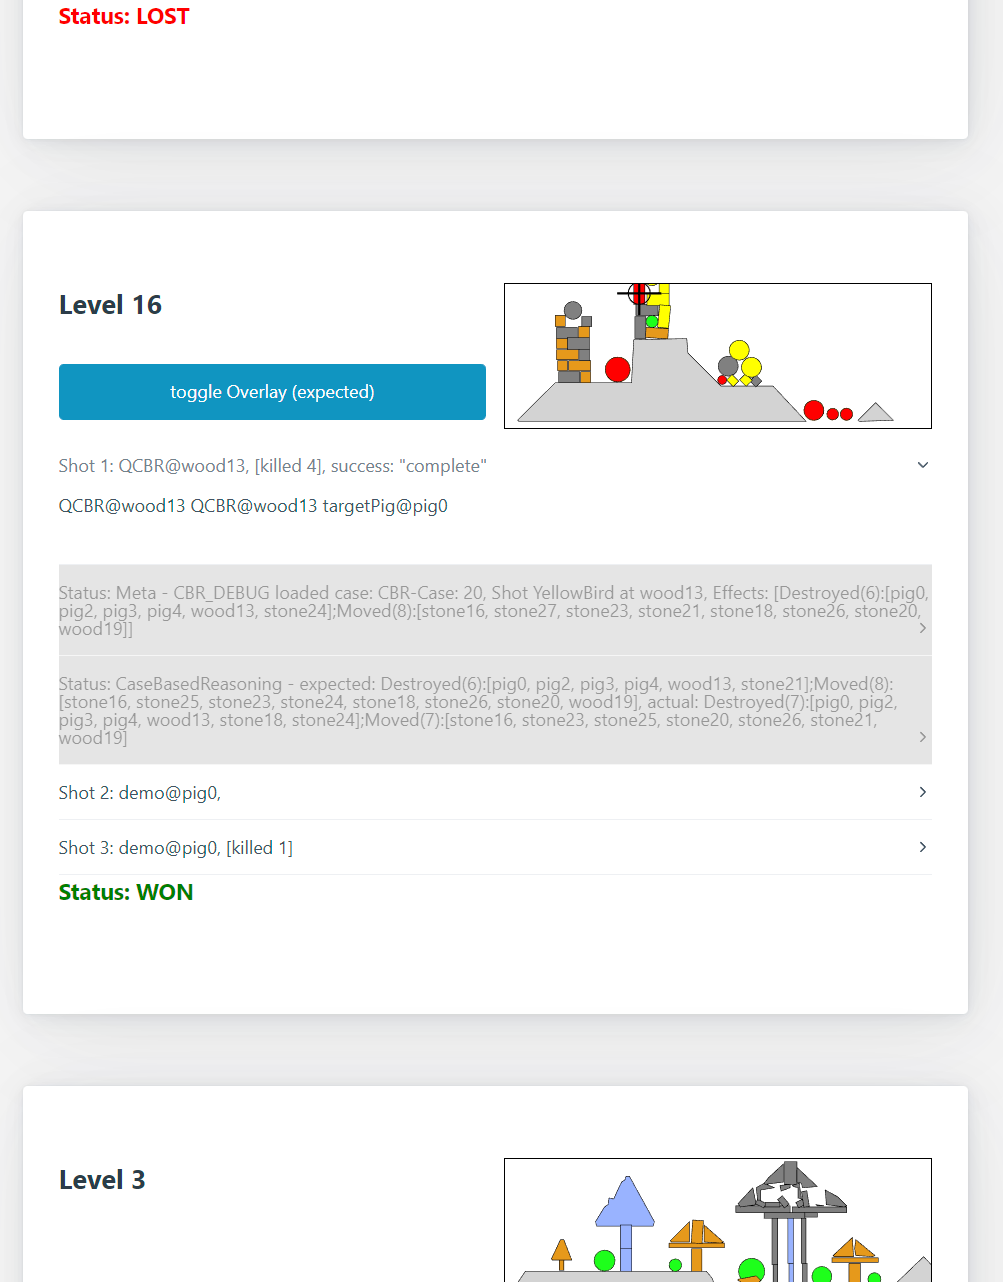 Status: LOST
Level 16
toggle Overlay (expected)
Shot 1: QCBR@wood13, [killed 4], success: "complete"
QCBR@wood13 QCBR@wood13 targetPig@pig0
Status: Meta - CBR_DEBUG loaded case: CBR-Case: 20, Shot YellowBird at wood13, Effects: [Destroyed(6):[pig0,
pig2, pig3, pig4, wood13, stone24];Moved(8):[stone16, stone27, stone23, stone21, stone18, stone26, stone20,
wood19]]
Status: CaseBasedReasoning - expected: Destroyed(6):[pig0, pig2, pig3, pig4, wood13, stone21];Moved(8):
[stone16, stone25, stone23, stone24, stone18, stone26, stone20, wood19], actual: Destroyed(7):[pig0, pig2,
pig3, pig4, wood13, stone18, stone24];Moved(7):[stone16, stone23, stone25, stone20, stone26, stone21,
wood19]
Shot 2: demo@pig0,
Shot 3: demo@pig0, [killed 1]
Status: WON
Level 3